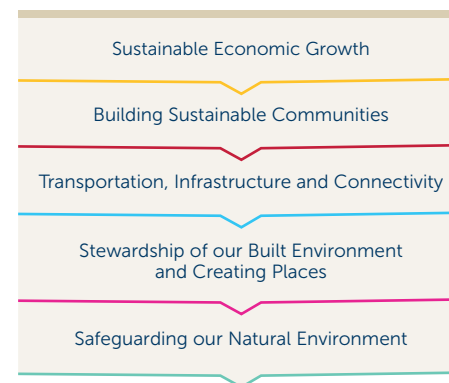 Sustainable Economic Growth
Building Sustainable Communities
Transportation, Infrastructure and Connectivity
Stewardship of our Built Environment
and Creating Places
Safeguarding our Natural Environment